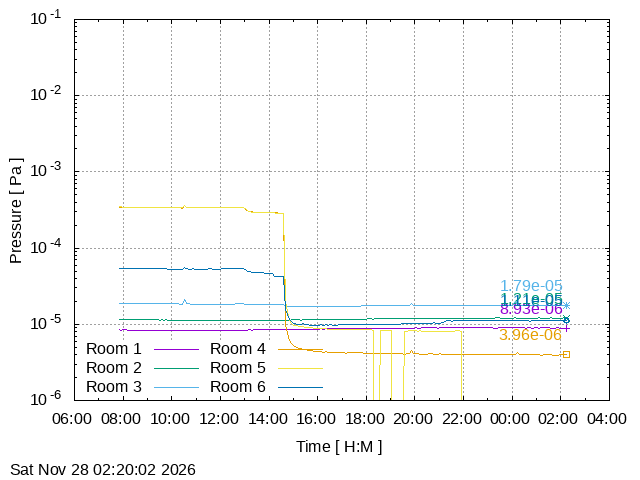 10^-1
10^-2
10^-3
10^-4
10^-5
10^-6
Pressure [ Pa ]
1.79e-05
1.11e-05
8.93e-06
3.96e-06
Room 1 Room 4
Room 2 Room 5
Room 3 Room 6
06:00 08:00 10:00 12:00 14:00 16:00 18:00 20:00 22:00 00:00 02:00 04:00
Time [ H:M ]
Sat Nov 28 02:20:02 2026